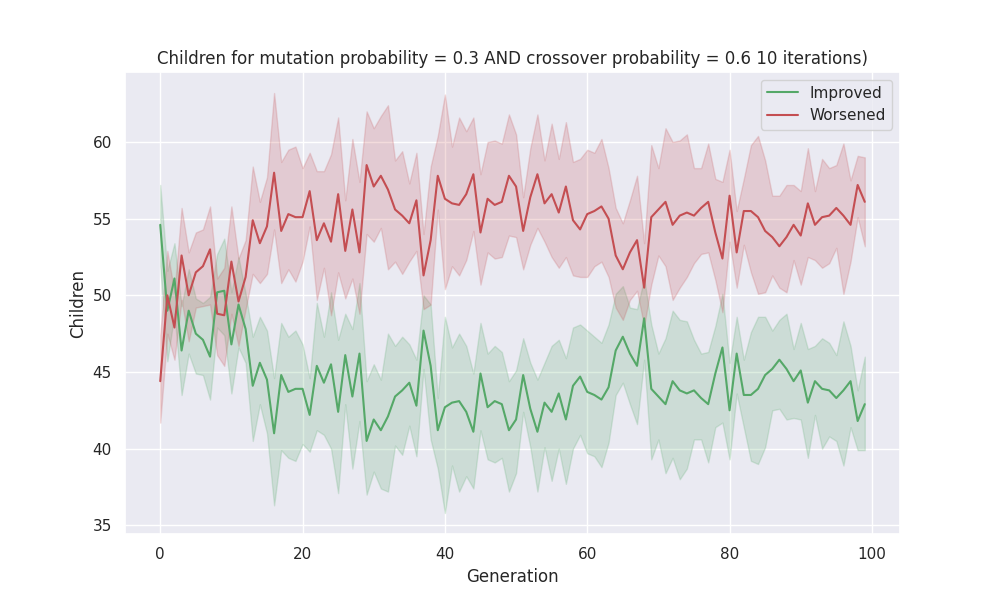 Children for mutation probability = 0.3 AND crossover probability = 0.6 10 iterations)
Improved
Worsened
60
55
50
45
40
35
Children
0
20
40
60
80
100
Generation